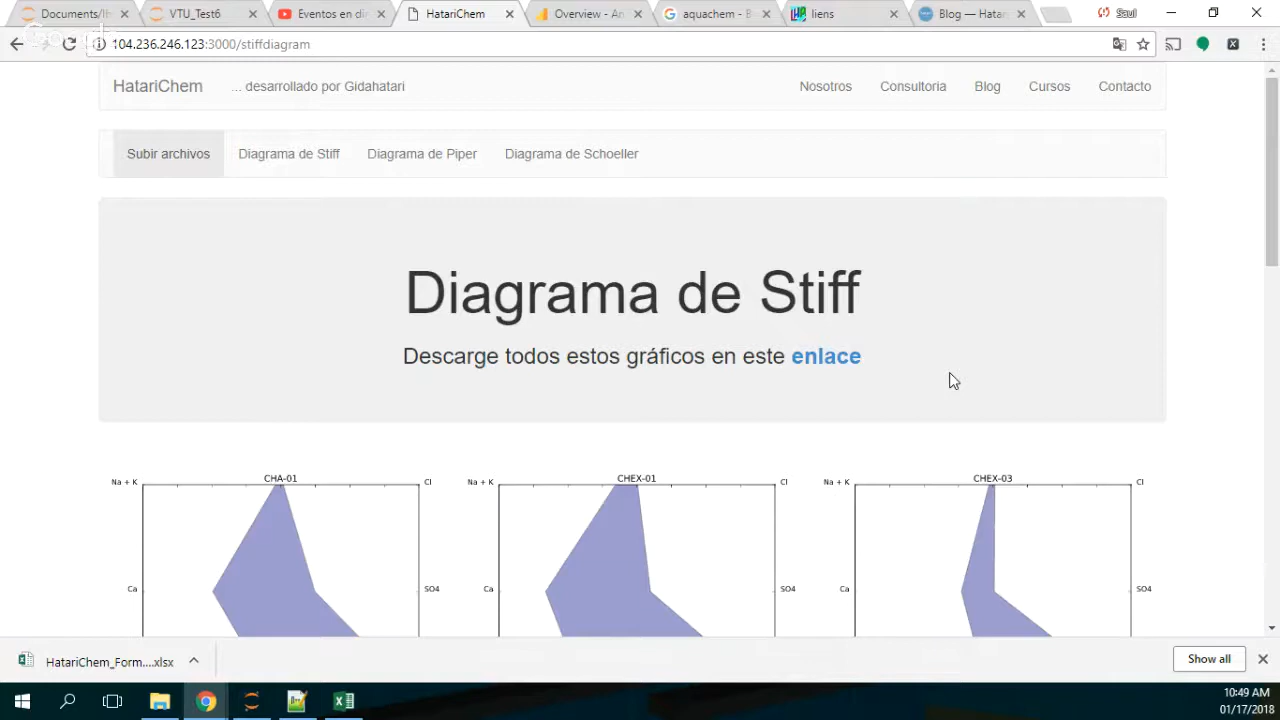 Documents/II
VTU_Test6
Eventos en di
HatariChem
Overview - An
aquachem - B
liens
Blog — Hatar
Saul
104.236.246.123:3000/stiffdiagram
HatariChem
... desarrollado por Gidahatari
Nosotros
Consultoria
Blog
Cursos
Contacto
Subir archivos
Diagrama de Stiff
Diagrama de Piper
Diagrama de Schoeller
Diagrama de Stiff
Descarge todos estos gráficos en este enlace
CHA-01
Na + K
Cl
Ca
SO4
CHEX-01
Na + K
Cl
Ca
SO4
CHEX-03
Na + K
Cl
Ca
SO4
HatariChem_Form....xlsx
Show all
10:49 AM
01/17/2018